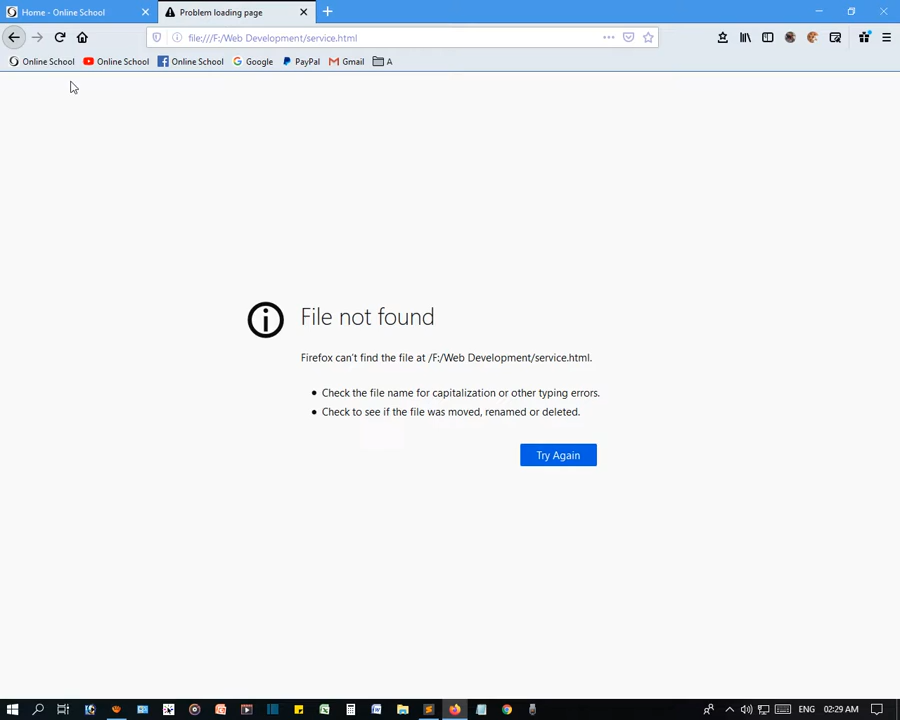 Home - Online School
Problem loading page
file:///F:/Web Development/service.html
Online School
Online School
Online School
Google
PayPal
Gmail
A
File not found
Firefox can't find the file at /F:/Web Development/service.html.
Check the file name for capitalization or other typing errors.
Check to see if the file was moved, renamed or deleted.
Try Again
ENG
02:29 AM